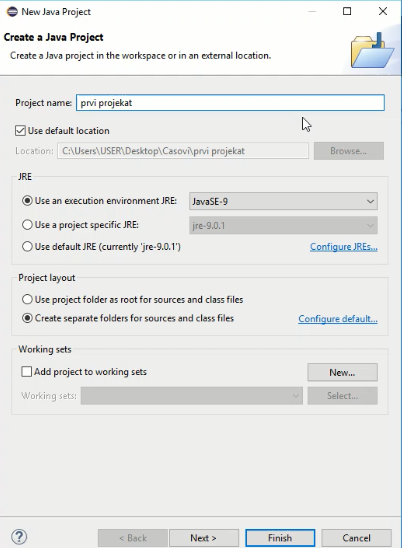 New Java Project
Create a Java Project
Create a Java project in the workspace or in an external location.
Project name: prvi projekat
Use default location
Location: C:\Users\USER\Desktop\Casovi\prvi projekat Browse...
JRE
Use an execution environment JRE: JavaSE-9
Use a project specific JRE: jre-9.0.1
Use default JRE (currently 'jre-9.0.1') Configure JREs...
Project layout
Use project folder as root for sources and class files
Create separate folders for sources and class files Configure default...
Working sets
Add project to working sets New...
Working sets: Select...
? < Back Next > Finish Cancel